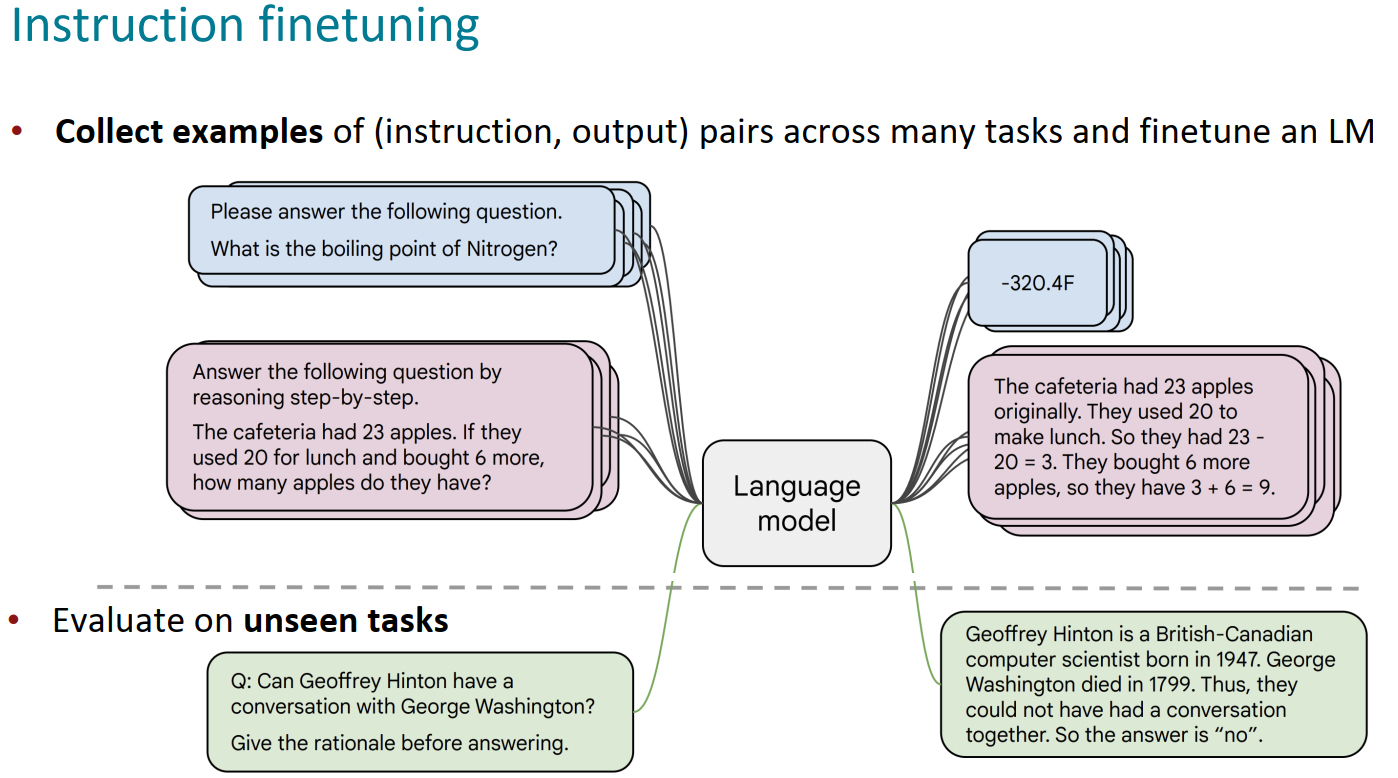 Instruction finetuning
• Collect examples of (instruction, output) pairs across many tasks and finetune an LM
Please answer the following question.
What is the boiling point of Nitrogen?
-320.4F
Answer the following question by
reasoning step-by-step.
The cafeteria had 23 apples. If they
used 20 for lunch and bought 6 more,
how many apples do they have?
Language
model
The cafeteria had 23 apples
originally. They used 20 to
make lunch. So they had 23 -
20 = 3. They bought 6 more
apples, so they have 3 + 6 = 9.
• Evaluate on unseen tasks
Q: Can Geoffrey Hinton have a
conversation with George Washington?
Give the rationale before answering.
Geoffrey Hinton is a British-Canadian
computer scientist born in 1947. George
Washington died in 1799. Thus, they
could not have had a conversation
together. So the answer is “no”.